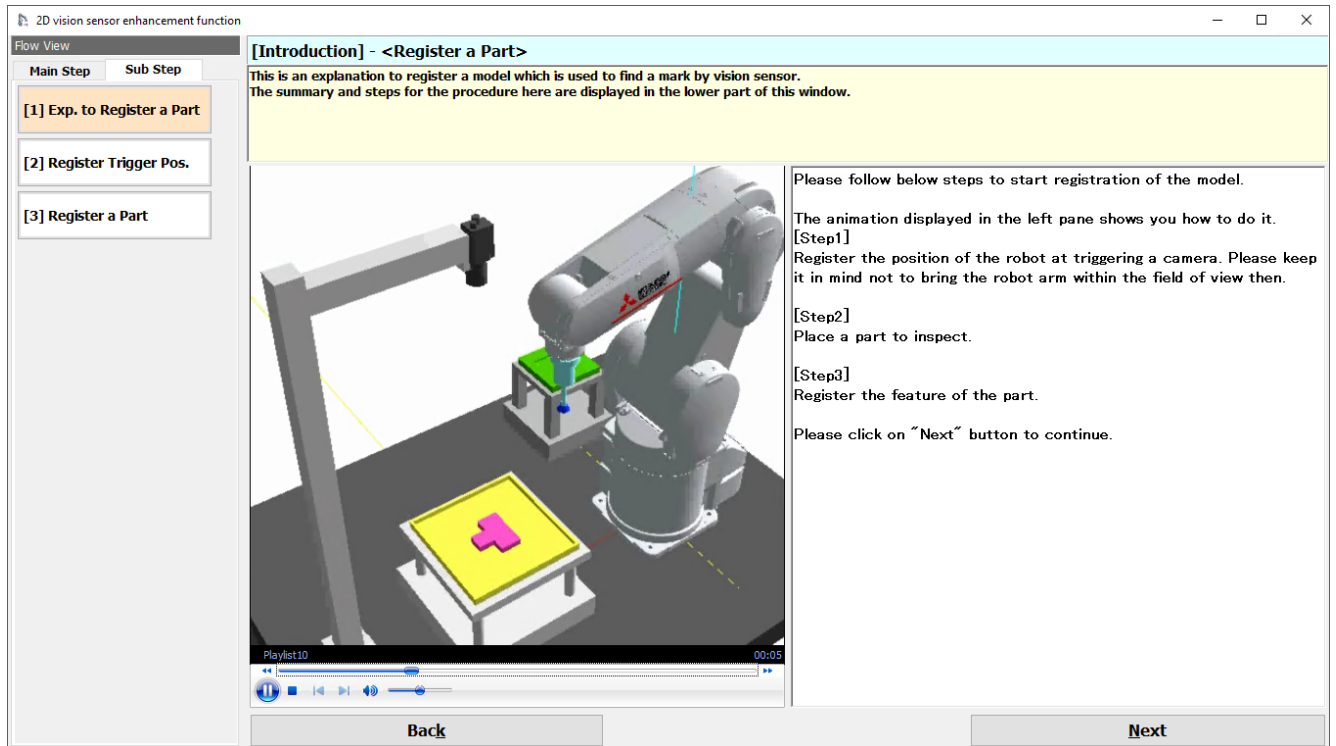 2D vision sensor enhancement function
Flow View
Main Step
Sub Step
[1] Exp. to Register a Part
[2] Register Trigger Pos.
[3] Register a Part
[Introduction] - <Register a Part>
This is an explanation to register a model which is used to find a mark by vision sensor.
The summary and steps for the procedure here are displayed in the lower part of this window.
Playlist10
00:05
Please follow below steps to start registration of the model.
The animation displayed in the left pane shows you how to do it.
[Step1]
Register the position of the robot at triggering a camera. Please keep
it in mind not to bring the robot arm within the field of view then.
[Step2]
Place a part to inspect.
[Step3]
Register the feature of the part.
Please click on "Next" button to continue.
Back
Next